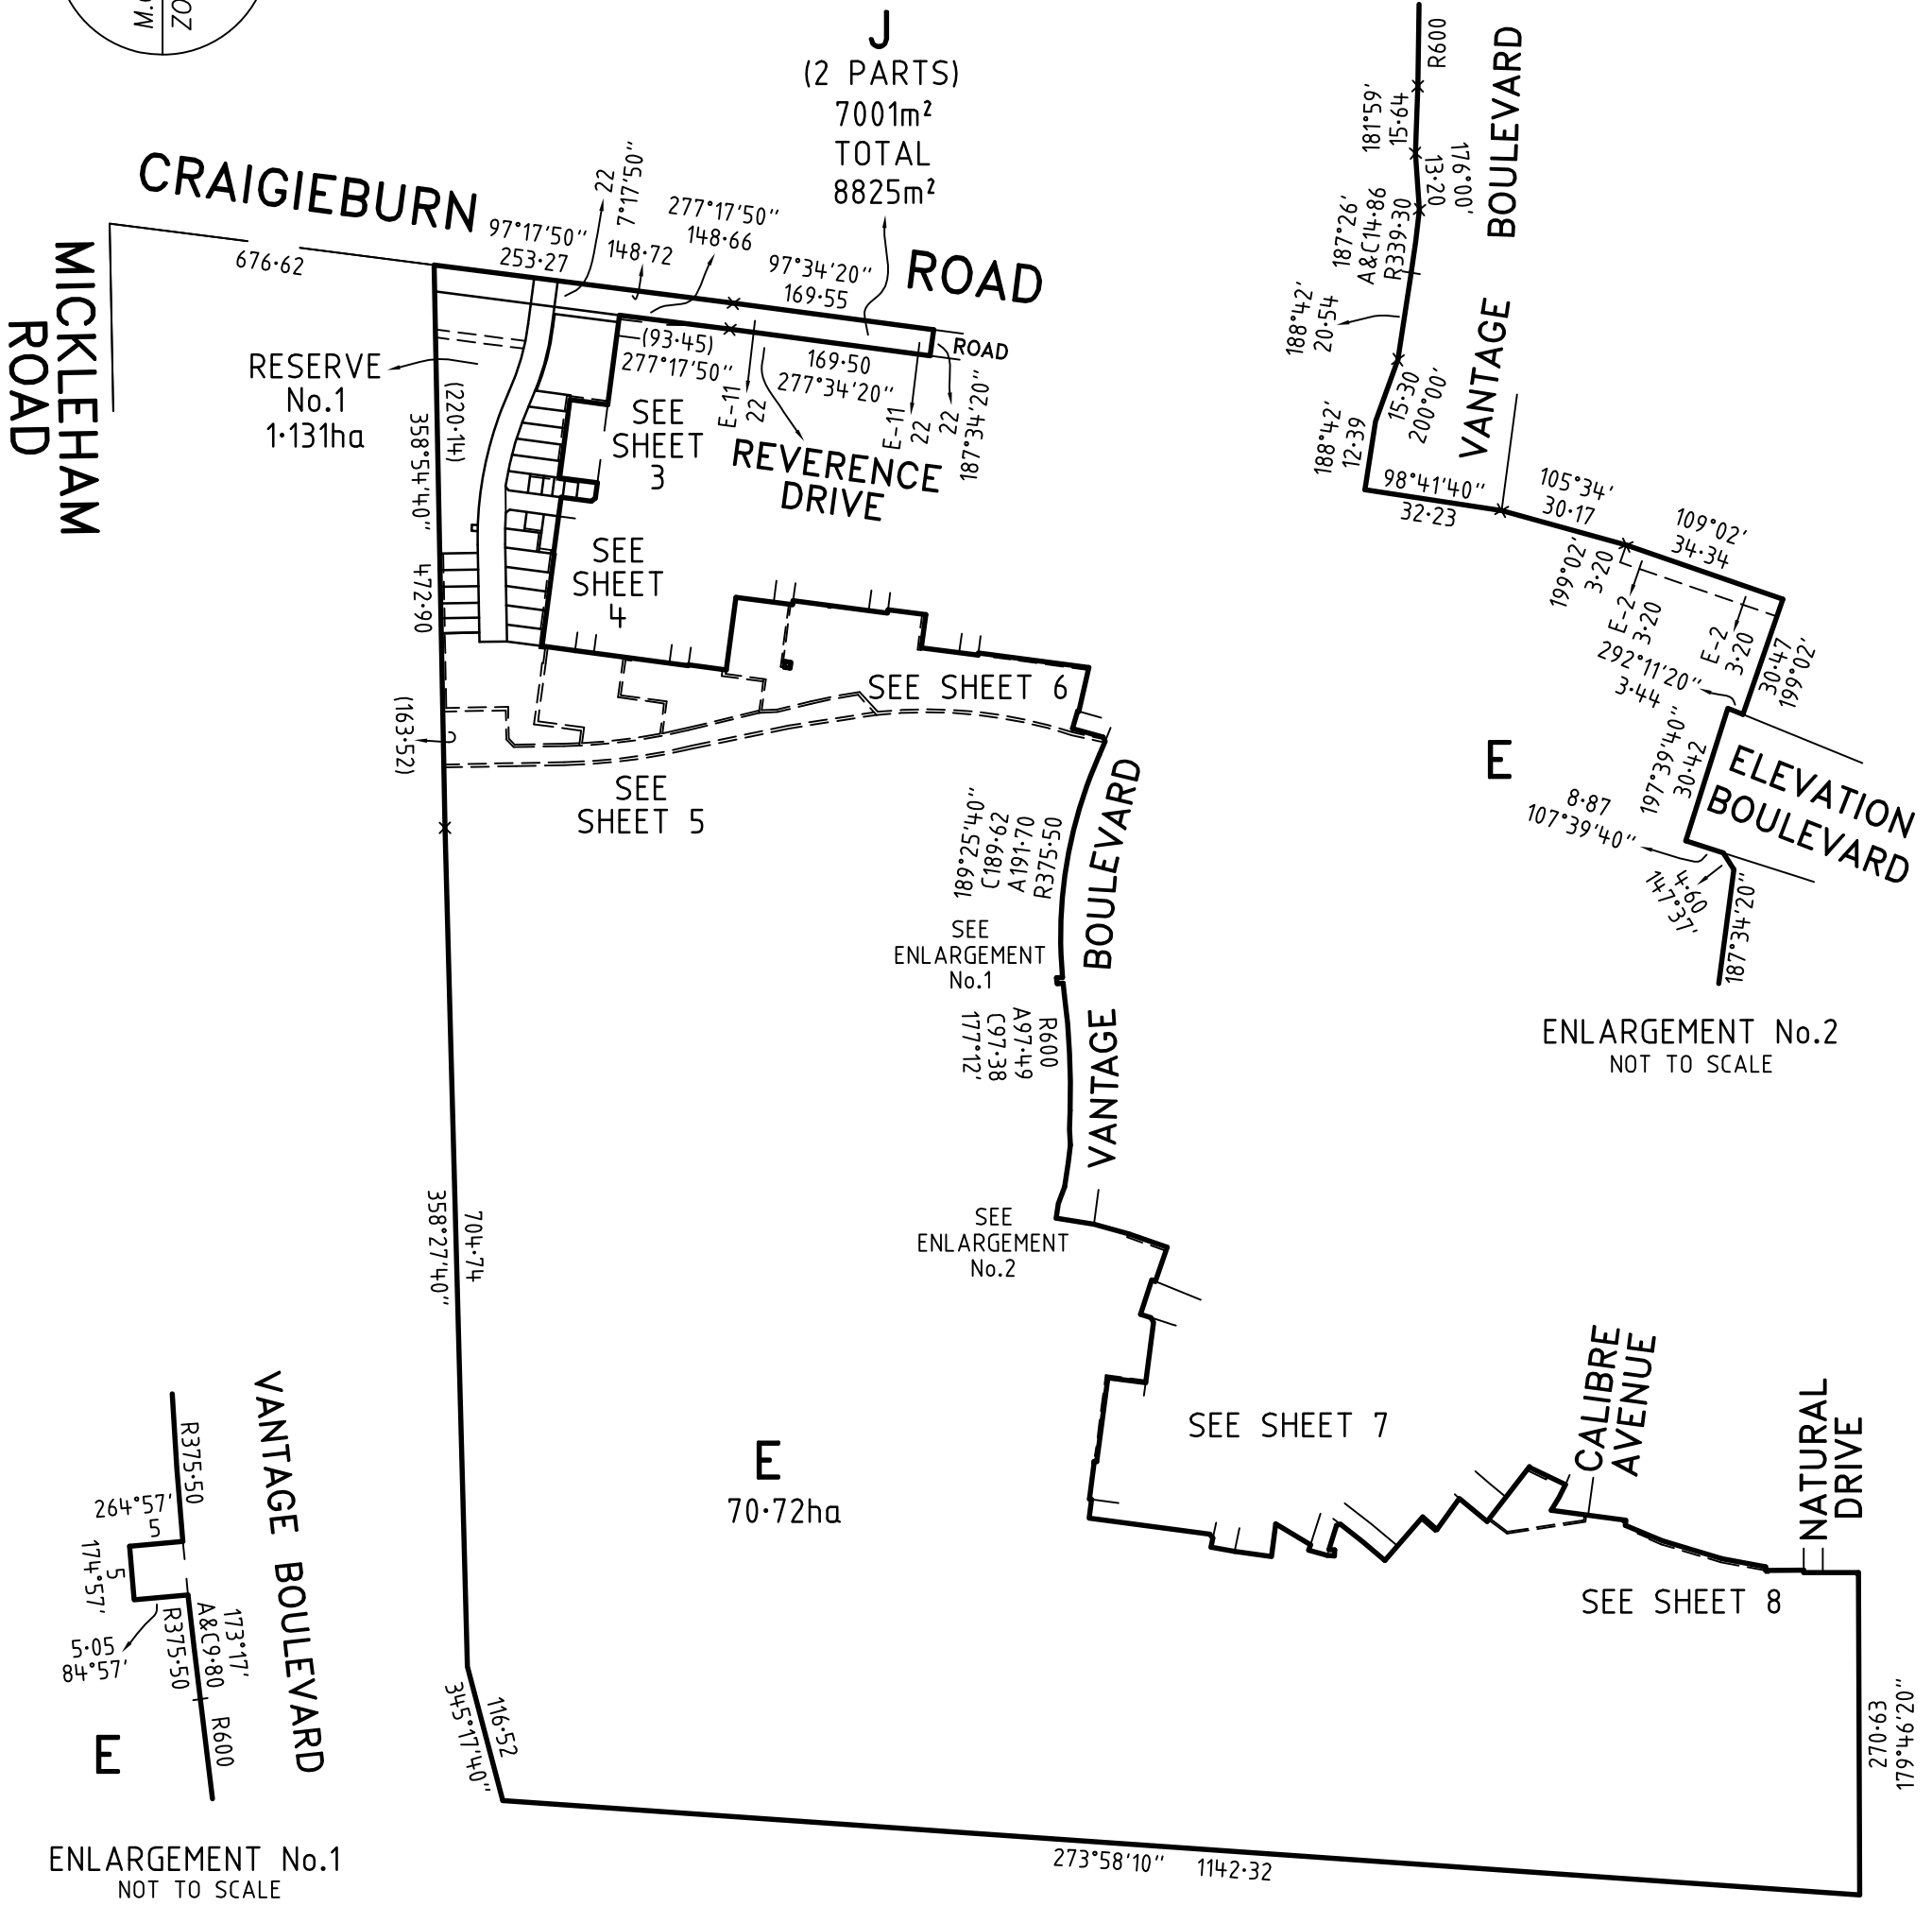 ZOZ
M.G
J
(2 PARTS)
7001m²
TOTAL
8825m²
CRAIGIEBURN
ROAD
MICKLEHAM
ROAD
676·62
97°17'50"
253·27
22
7°17'50"
148·72
277°17'50"
148·66
97°34'20"
169·55
ROAD
(93·45)
277°17'50"
169·50
277°34'20"
E-11
22
E-11
22
22
187°34'20"
REVERENCE
DRIVE
RESERVE
No.1
1·131ha
(220·14)
358°54'40"
472·90
(163·52)
SEE
SHEET
3
SEE
SHEET
4
SEE SHEET 6
SEE
SHEET 5
189°25'40"
C189·62
A191·70
R375·50
VANTAGE BOULEVARD
SEE
ENLARGEMENT
No.1
R600
A97·49
C97·38
177°12'
SEE
ENLARGEMENT
No.2
704·74
358°27'40"
E
70·72ha
SEE SHEET 7
CALIBRE
AVENUE
NATURAL
DRIVE
SEE SHEET 8
270·63
179°46'20"
116·52
345°17'40"
273°58'10" 1142·32
R600
181°59'
15·64
176°00'
13·20
187°26'
A&C14·86
R339·30
188°42'
20·54
15·30
200°00'
188°42'
12·39
VANTAGE BOULEVARD
98°41'40"
32·23
105°34'
30·17
109°02'
34·34
199°02'
3·20
E-2
3·20
E-2
3·20
30·47
199°02'
292°11'20"
3·44
197°39'40"
30·42
ELEVATION
BOULEVARD
E
8·87
107°39'40"
4·60
147°37'
187°34'20"
ENLARGEMENT No.2
NOT TO SCALE
VANTAGE BOULEVARD
R375·50
264°57'
5
5
174°57'
5·05
84°57'
173°17'
A&C9·80
R375·50
R600
E
ENLARGEMENT No.1
NOT TO SCALE